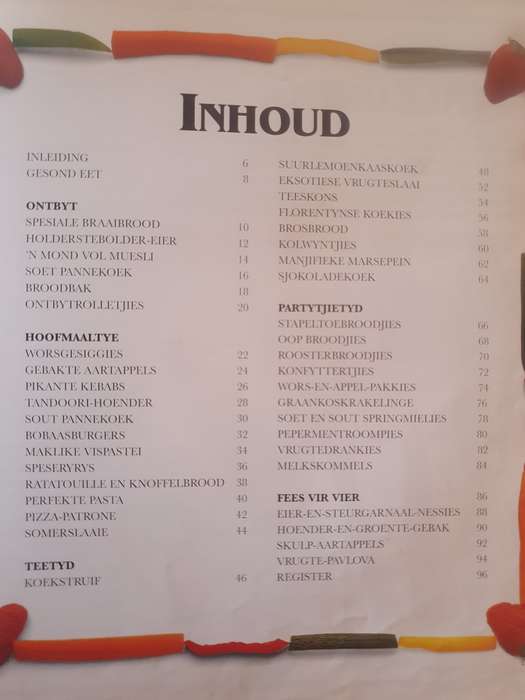 INHOUD
INLEIDING 6
GESOND EET 8
ONTBYT
SPESIALE BRAAIBROOD 10
HOLDERSTEBOLDER-EIER 12
'N MOND VOL MUESLI 14
SOET PANNEKOEK 16
BROODBAK 18
ONTBYTROLLETJIES 20
HOOFMAALTYE
WORSGESIGGIES 22
GEBAKTE AARTAPPELS 24
PIKANTE KEBABS 26
TANDOORI-HOENDER 28
SOUT PANNEKOEK 30
BOBAASBURGERS 32
MAKLIKE VISPASTEI 34
SPESERYRYS 36
RATATOUILLE EN KNOFFELBROOD 38
PERFEKTE PASTA 40
PIZZA-PATRONE 42
SOMERSLAAIE 44
TEETYD
KOEKSTRUIF 46
SUURLEMOENKAASKOEK 48
EKSOTIESE VRUGTESLAAI 52
TEESKONS 54
FLORENTYNSE KOEKIES 56
BROSBROOD 58
KOLWYNTJIES 60
MANJIFIEKE MARSEPEIN 62
SJOKOLADEKOEK 64
PARTYTJIETYD
STAPELTOEBROODJIES 66
OOP BROODJIES 68
ROOSTERBROODJIES 70
KONFYTTERTJIES 72
WORS-EN-APPEL-PAKKIES 74
GRAANKOSKRAKELINGE 76
SOET EN SOUT SPRINGMIELIES 78
PEPERMENTROOMPIES 80
VRUGTEDRANKIES 82
MELKSKOMMELS 84
FEES VIR VIER 86
EIER-EN-STEURGARNAAL-NESSIES 88
HOENDER-EN-GROENTE-GEBAK 90
SKULP-AARTAPPELS 92
VRUGTE-PAVLOVA 94
REGISTER 96